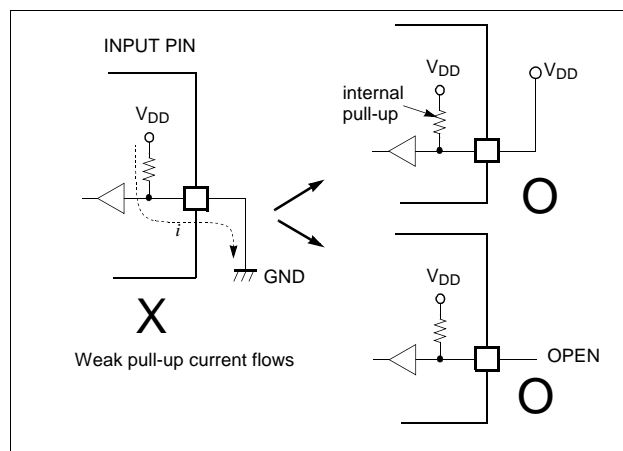 INPUT PIN
VDD
i
GND
X
Weak pull-up current flows
internal
pull-up
VDD
VDD
O
VDD
OPEN
O